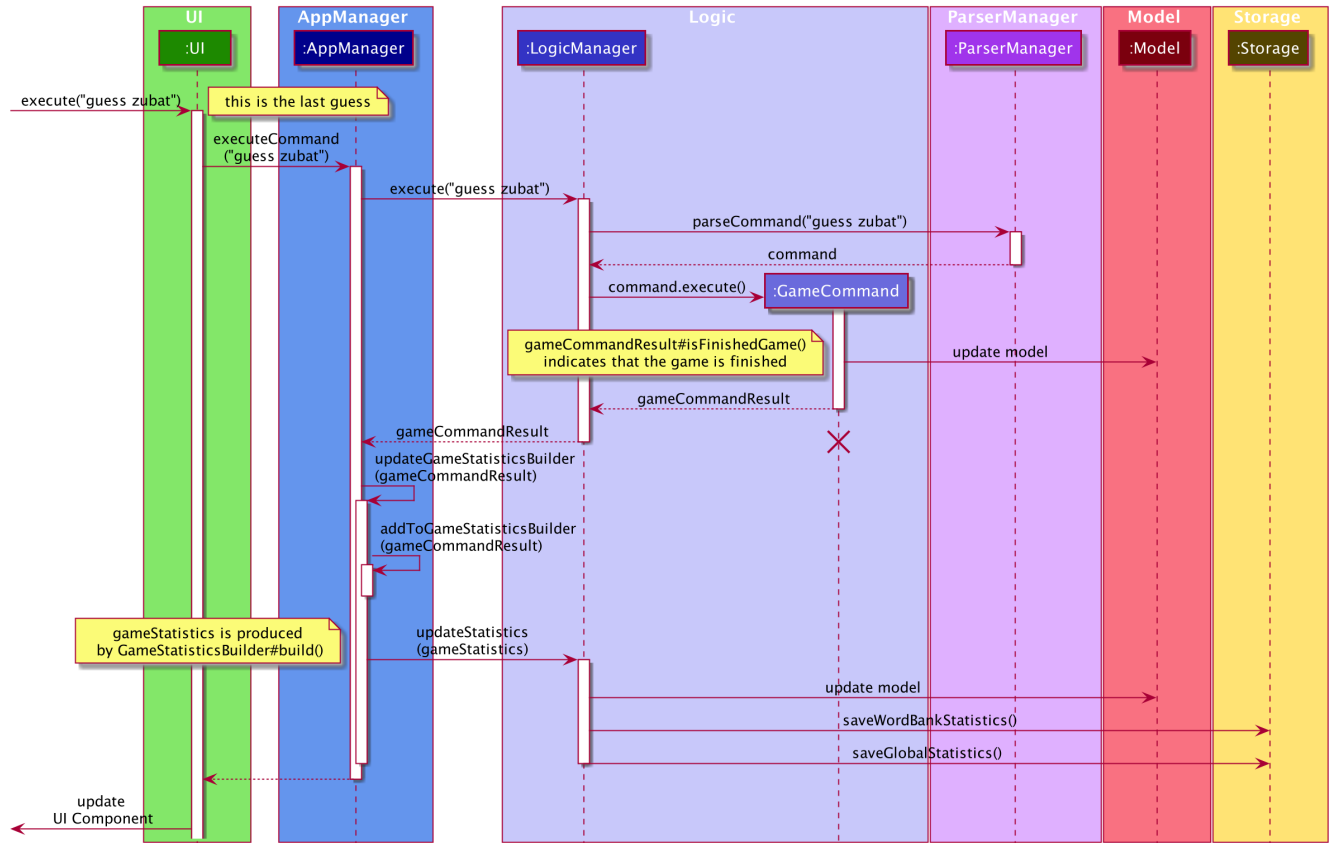 UI
AppManager
Logic
ParserManager
Model
Storage
:UI
:AppManager
:LogicManager
:ParserManager
:Model
:Storage
execute("guess zubat")
this is the last guess
executeCommand
("guess zubat")
execute("guess zubat")
parseCommand("guess zubat")
command
command.execute()
:GameCommand
gameCommandResult#isFinishedGame()
indicates that the game is finished
update model
gameCommandResult
gameCommandResult
updateGameStatisticsBuilder
(gameCommandResult)
addToGameStatisticsBuilder
(gameCommandResult)
gameStatistics is produced
by GameStatisticsBuilder#build()
updateStatistics
(gameStatistics)
update model
saveWordBankStatistics()
saveGlobalStatistics()
update
UI Component